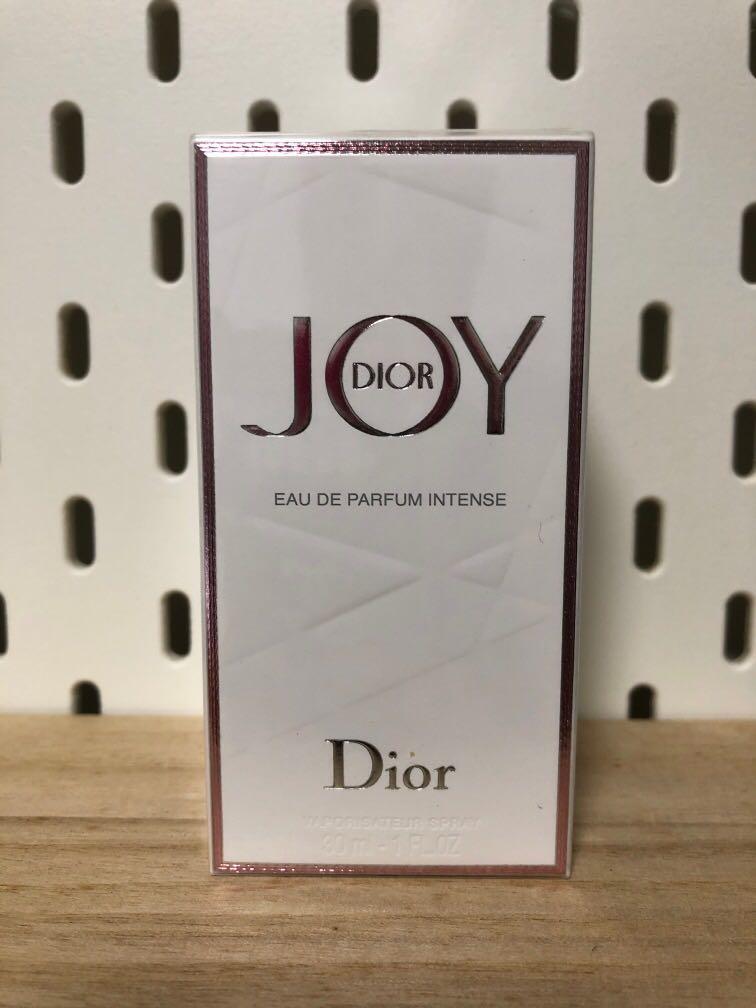 JOY
DIOR
EAU DE PARFUM INTENSE
Dior
VAPORISATEUR SPRAY
30 ml - 1 FL.OZ